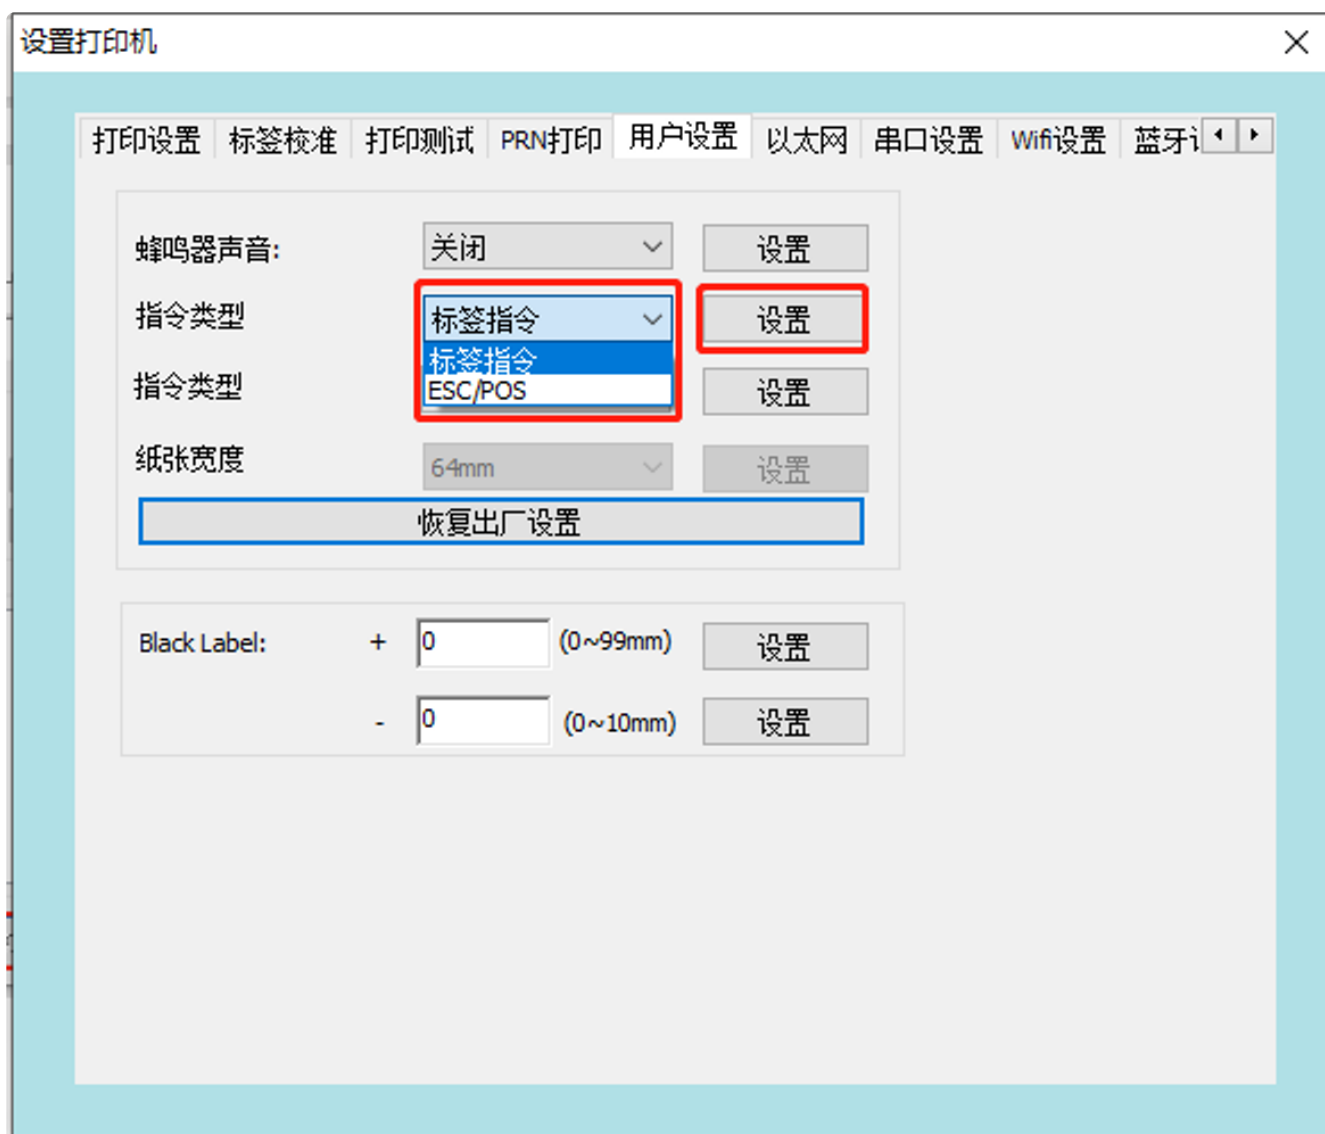 设置打印机
打印设置 标签校准 打印测试 PRN打印 用户设置 以太网 串口设置 Wifi设置 蓝牙
蜂鸣器声音: 关闭 设置
指令类型 标签指令 设置
标签指令
指令类型 ESC/POS 设置
纸张宽度 64mm 设置
恢复出厂设置
Black Label: + 0 (0~99mm) 设置
- 0 (0~10mm) 设置